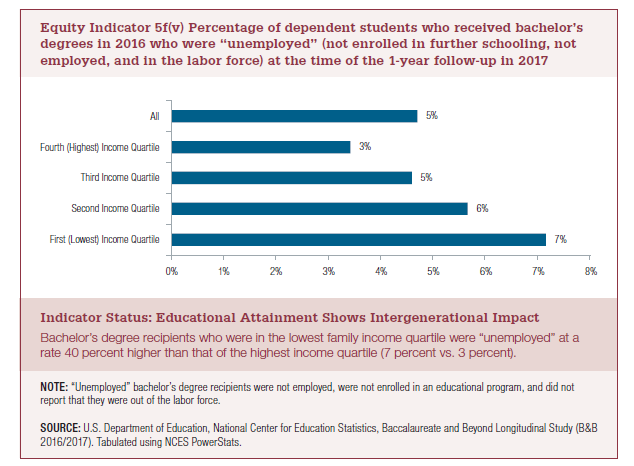 Equity Indicator 5f(v) Percentage of dependent students who received bachelor's
degrees in 2016 who were “unemployed” (not enrolled in further schooling, not
employed, and in the labor force) at the time of the 1-year follow-up in 2017
All
5%
Fourth (Highest) Income Quartile
3%
Third Income Quartile
5%
Second Income Quartile
6%
First (Lowest) Income Quartile
7%
0% 1% 2% 3% 4% 5% 6% 7% 8%
Indicator Status: Educational Attainment Shows Intergenerational Impact
Bachelor's degree recipients who were in the lowest family income quartile were “unemployed” at a
rate 40 percent higher than that of the highest income quartile (7 percent vs. 3 percent).
NOTE: “Unemployed” bachelor's degree recipients were not employed, were not enrolled in an educational program, and did not
report that they were out of the labor force.
SOURCE: U.S. Department of Education, National Center for Education Statistics, Baccalaureate and Beyond Longitudinal Study (B&B
2016/2017). Tabulated using NCES PowerStats.